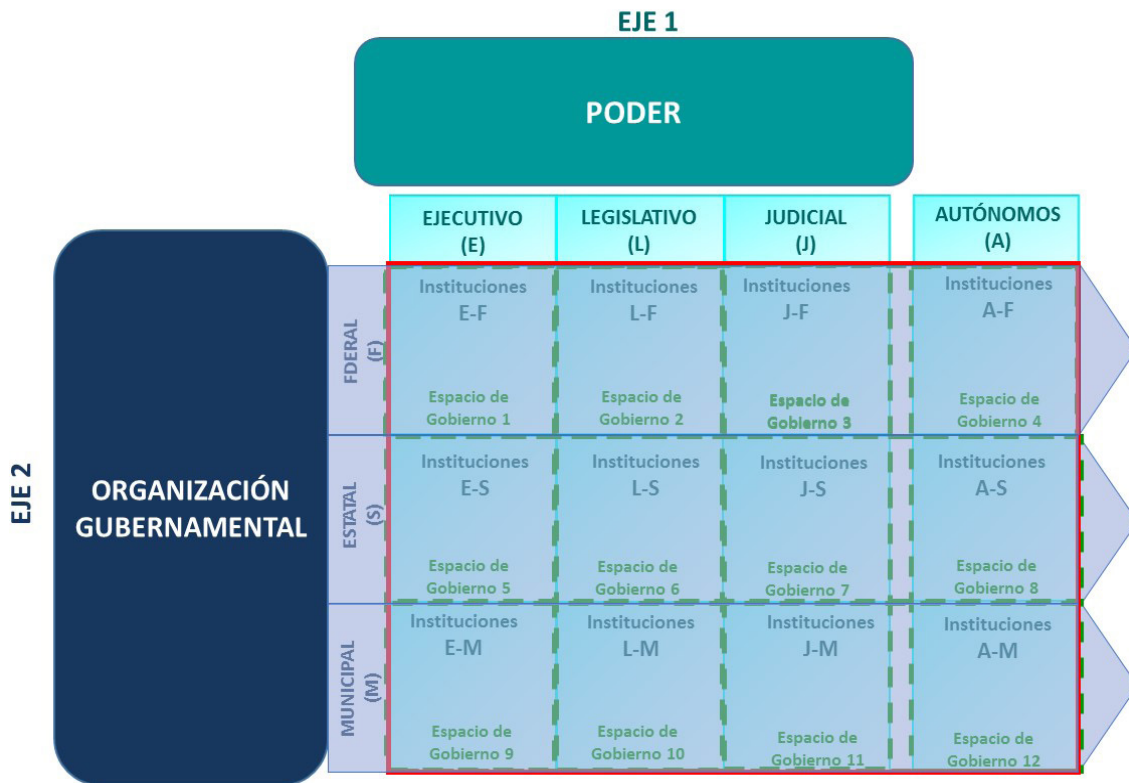 EJE 1
PODER
EJECUTIVO
(E)
LEGISLATIVO
(L)
JUDICIAL
(J)
AUTÓNOMOS
(A)
EJE 2
ORGANIZACIÓN
GUBERNAMENTAL
FDERAL
(F)
Instituciones
E-F
Espacio de
Gobierno 1
Instituciones
L-F
Espacio de
Gobierno 2
Instituciones
J-F
Espacio de
Gobierno 3
Instituciones
A-F
Espacio de
Gobierno 4
ESTATAL
(S)
Instituciones
E-S
Espacio de
Gobierno 5
Instituciones
L-S
Espacio de
Gobierno 6
Instituciones
J-S
Espacio de
Gobierno 7
Instituciones
A-S
Espacio de
Gobierno 8
MUNICIPAL
(M)
Instituciones
E-M
Espacio de
Gobierno 9
Instituciones
L-M
Espacio de
Gobierno 10
Instituciones
J-M
Espacio de
Gobierno 11
Instituciones
A-M
Espacio de
Gobierno 12